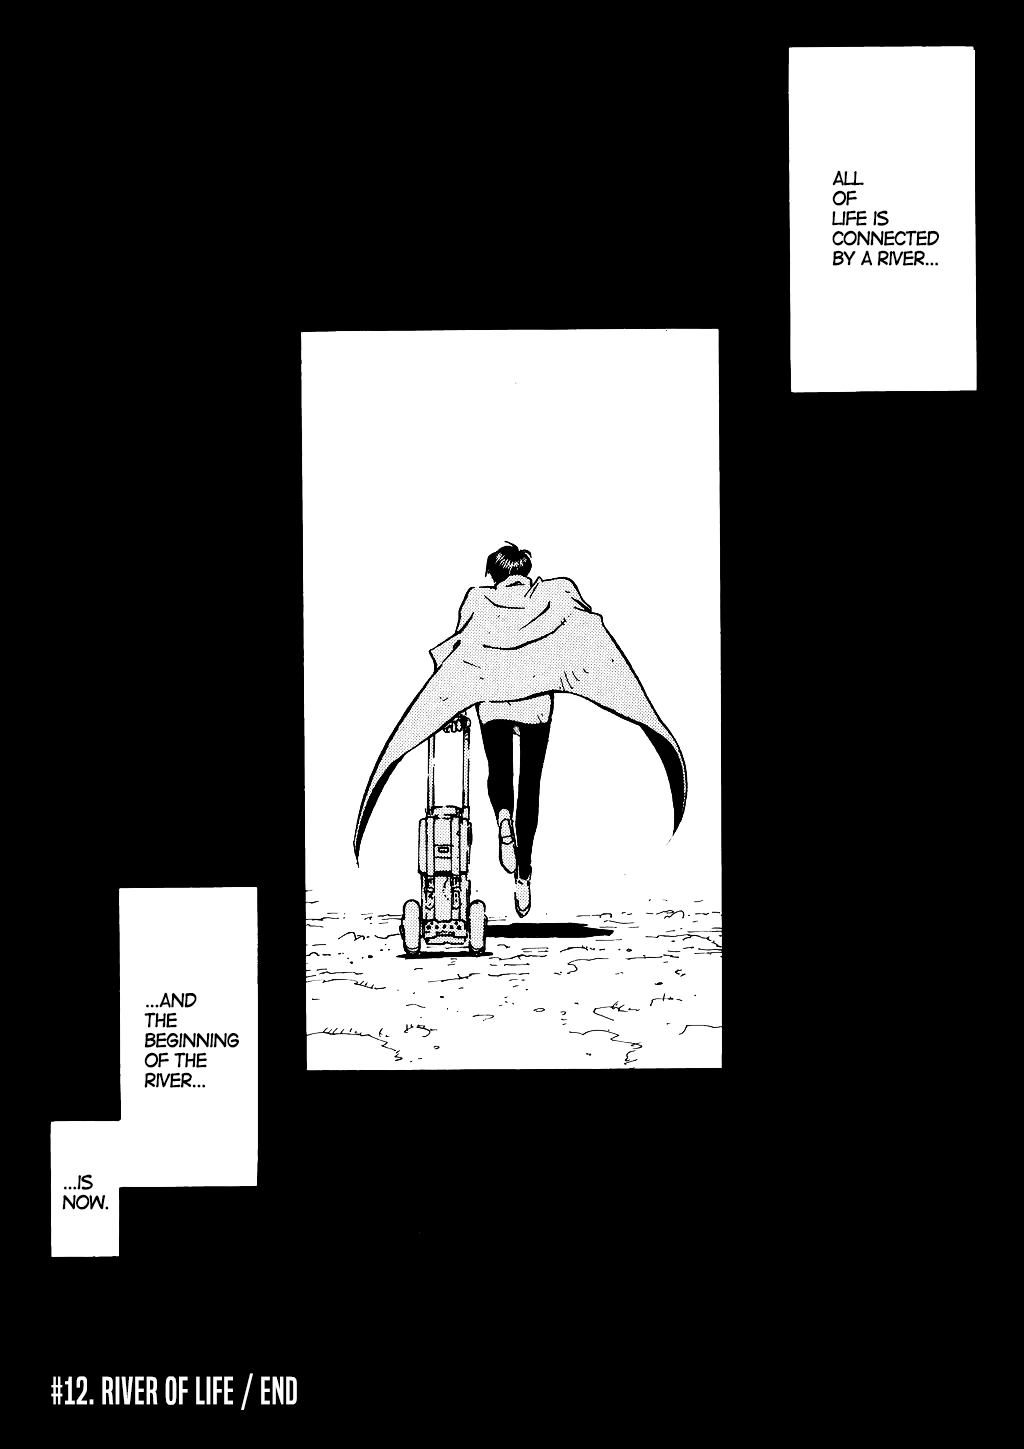 ALL
OF
LIFE IS
CONNECTED
BY A RIVER...
...AND
THE
BEGINNING
OF THE
RIVER...
...IS
NOW.
#12. RIVER OF LIFE / END